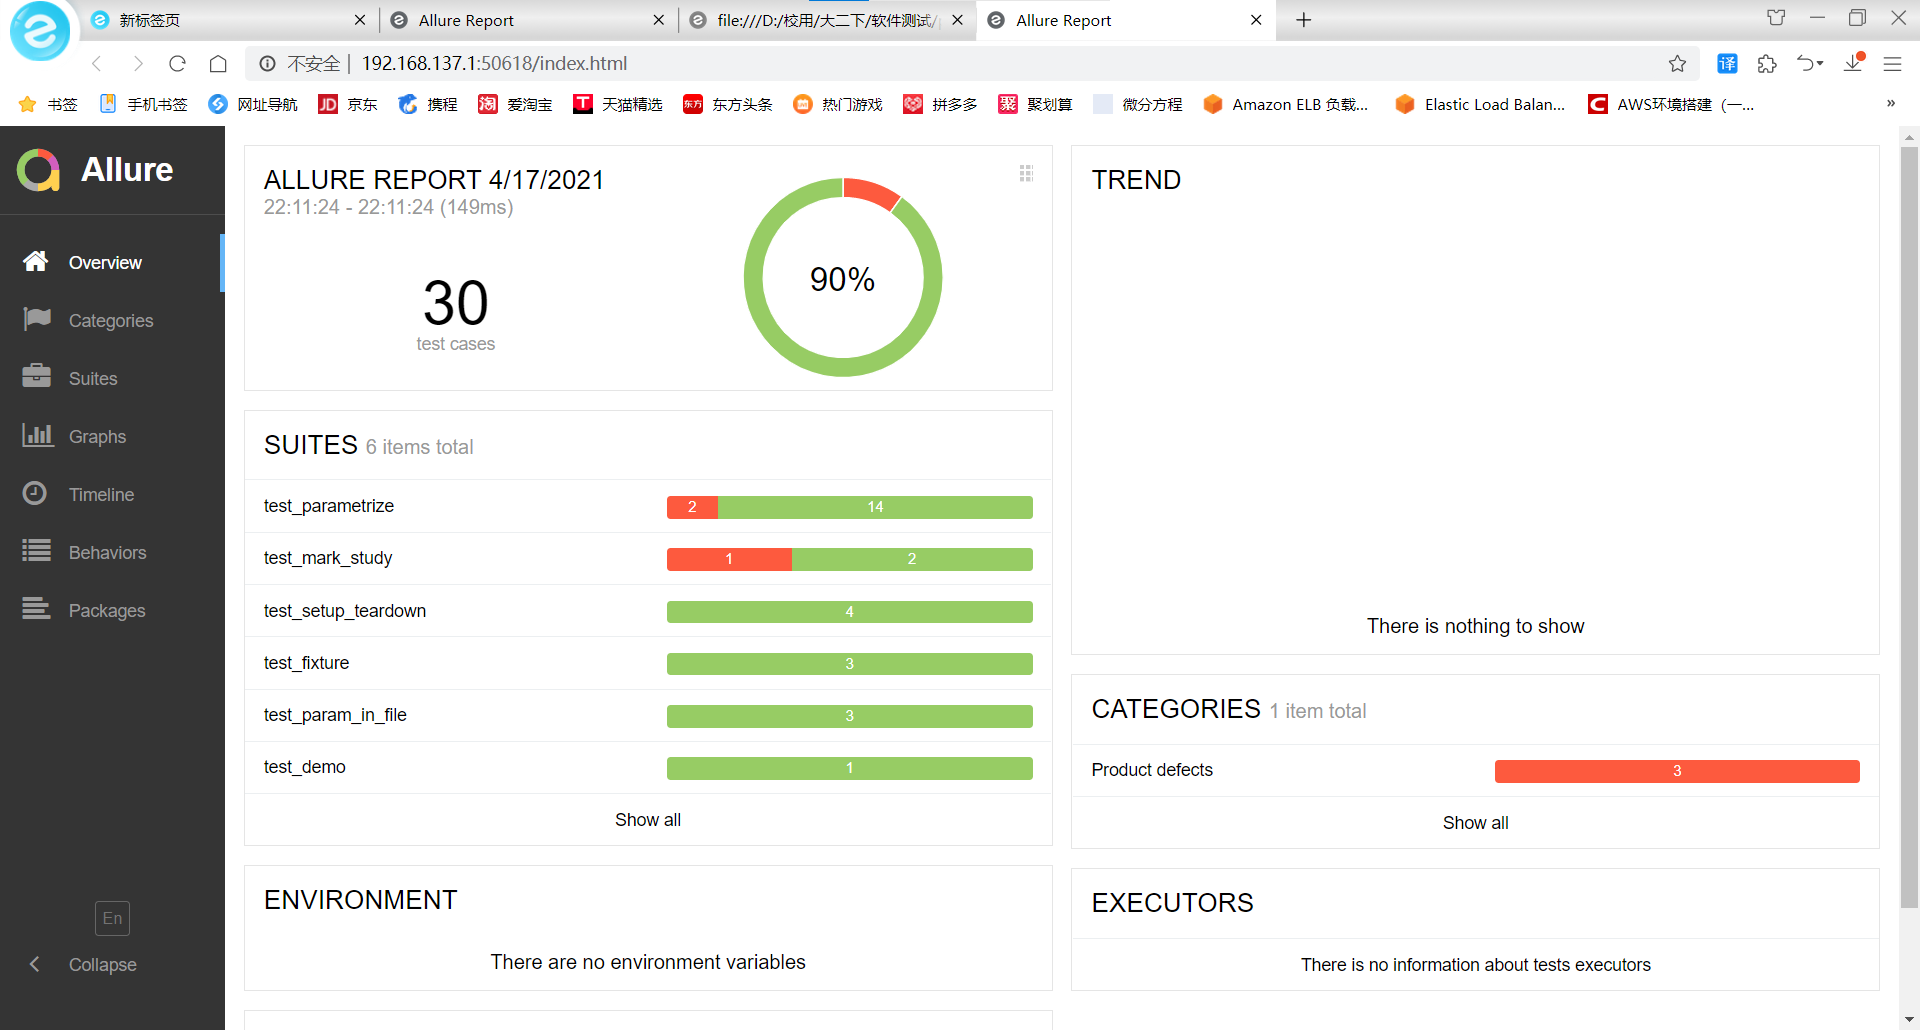 新标签页
Allure Report
file:///D:/校用/大二下/软件测试/
Allure Report
不安全 | 192.168.137.1:50618/index.html
译
书签 手机书签 网址导航 京东 携程 爱淘宝 天猫精选 东方头条 热门游戏 拼多多 聚划算 微分方程 Amazon ELB 负载... Elastic Load Balan... AWS环境搭建（一...
Allure
Overview
Categories
Suites
Graphs
Timeline
Behaviors
Packages
En
Collapse
ALLURE REPORT 4/17/2021
22:11:24 - 22:11:24 (149ms)
30
test cases
90%
SUITES 6 items total
test_parametrize 2 14
test_mark_study 1 2
test_setup_teardown 4
test_fixture 3
test_param_in_file 3
test_demo 1
Show all
ENVIRONMENT
There are no environment variables
TREND
There is nothing to show
CATEGORIES 1 item total
Product defects 3
Show all
EXECUTORS
There is no information about tests executors